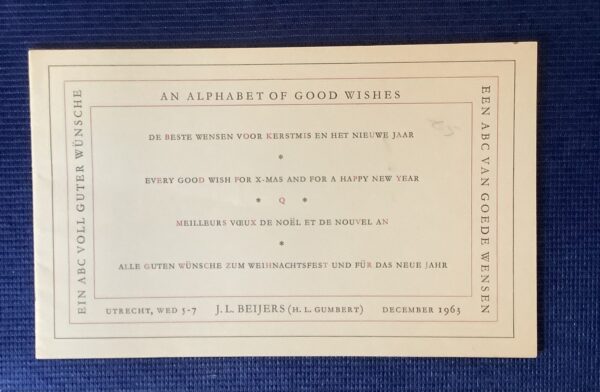 AN ALPHABET OF GOOD WISHES
EIN ABC VOLL GUTER WÜNSCHE
DE BESTE WENSEN VOOR KERSTMIS EN HET NIEUWE JAAR
*
EVERY GOOD WISH FOR X-MAS AND FOR A HAPPY NEW YEAR
* Q *
MEILLEURS VŒUX DE NOËL ET DE NOUVEL AN
*
ALLE GUTEN WÜNSCHE ZUM WEIHNACHTSFEST UND FÜR DAS NEUE JAHR
EEN ABC VAN GOEDE WENSEN
UTRECHT, WED 5-7 J. L. BEIJERS (H. L. GUMBERT) DECEMBER 1963